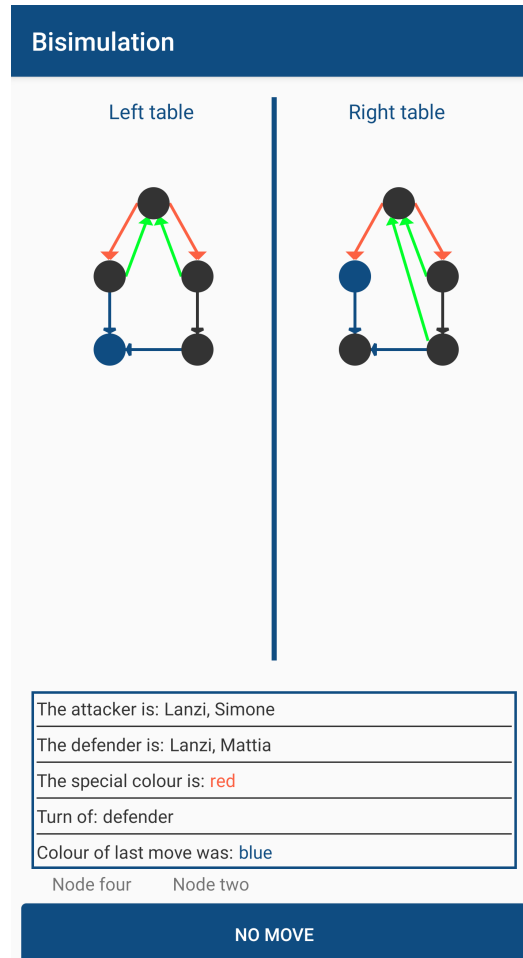 Bisimulation
Left table
Right table
The attacker is: Lanzi, Simone
The defender is: Lanzi, Mattia
The special colour is: red
Turn of: defender
Colour of last move was: blue
Node four
Node two
NO MOVE